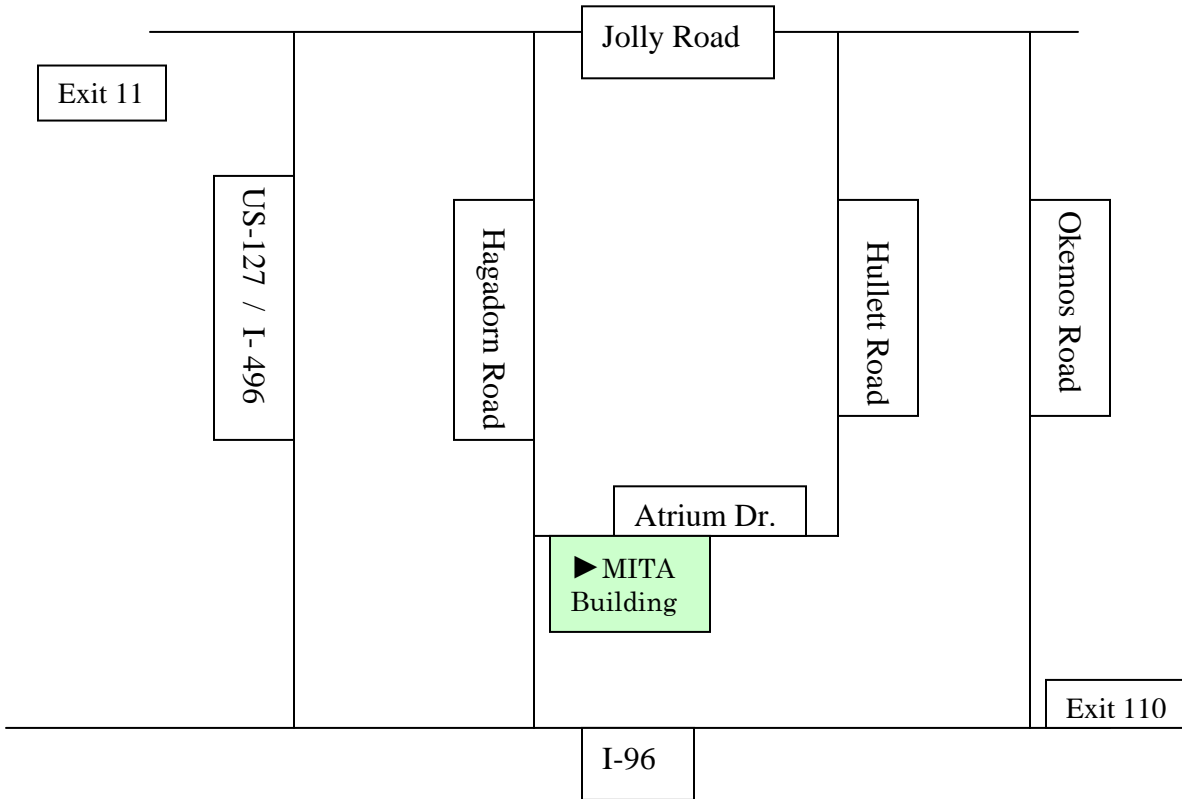 Jolly Road
Exit 11
US-127 / I- 496
Hagadorn Road
Hullett Road
Okemos Road
Atrium Dr.
►MITA
Building
Exit 110
I-96